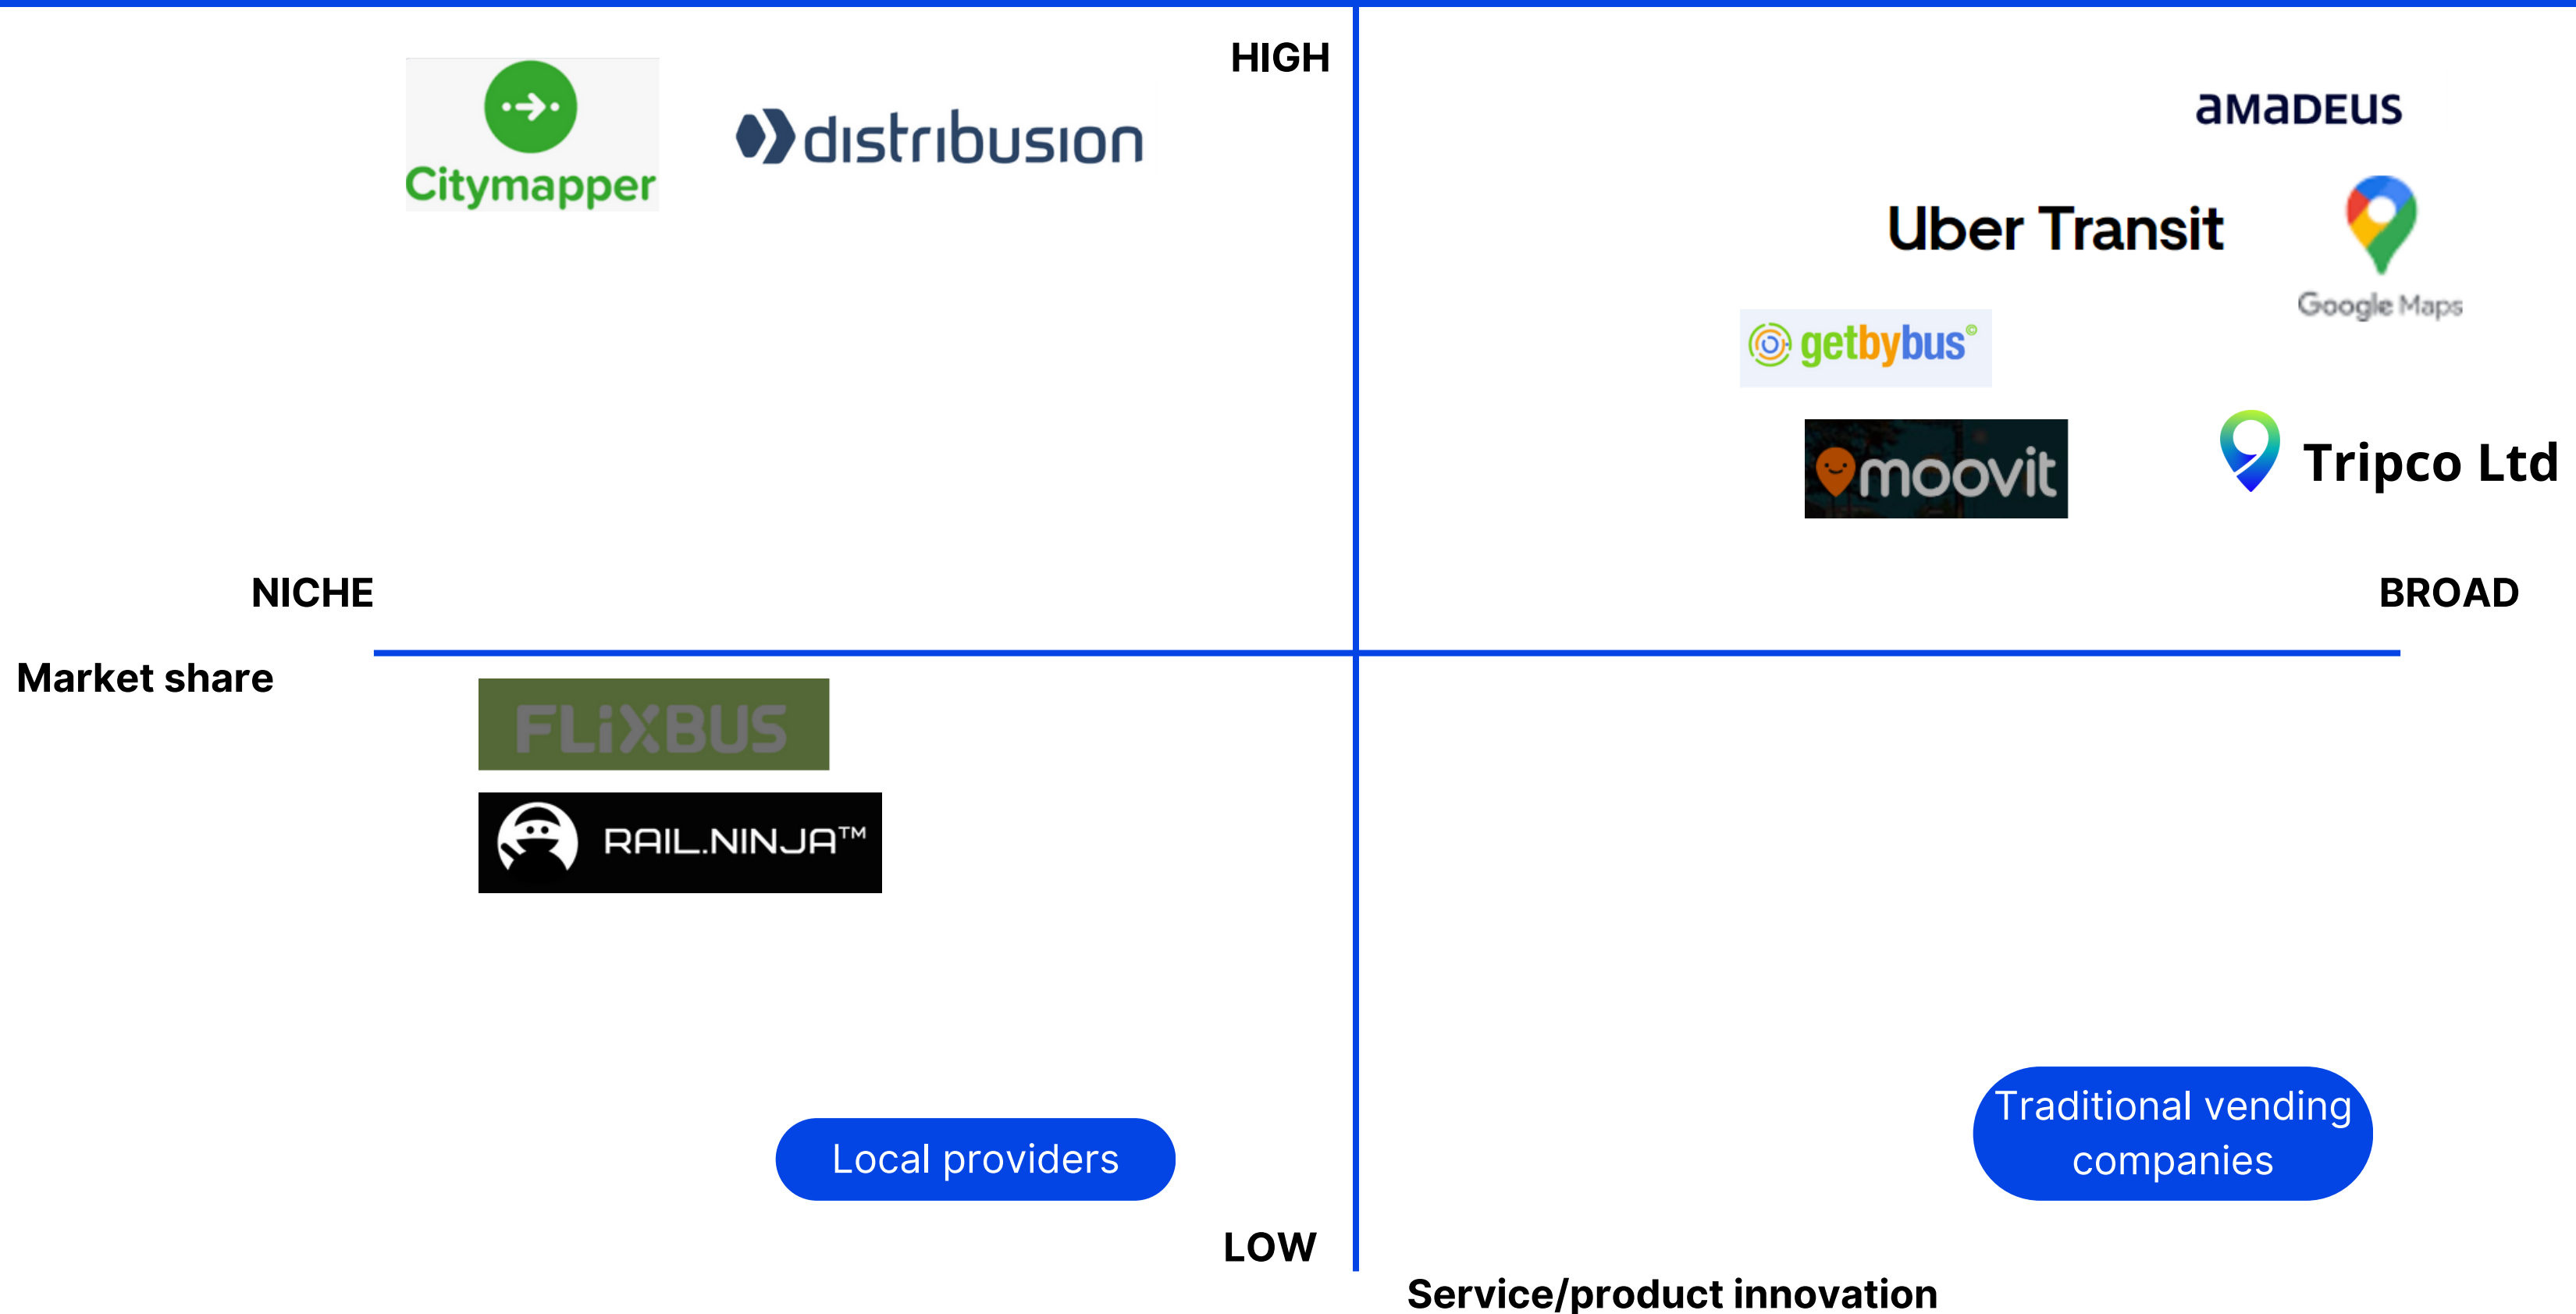 HIGH
Citymapper
distribusion
aMaDEUS
Uber Transit
Google Maps
getbybus©
moovit
Tripco Ltd
NICHE
BROAD
Market share
FLiXBUS
RAIL.NINJA™
Local providers
Traditional vending
companies
LOW
Service/product innovation